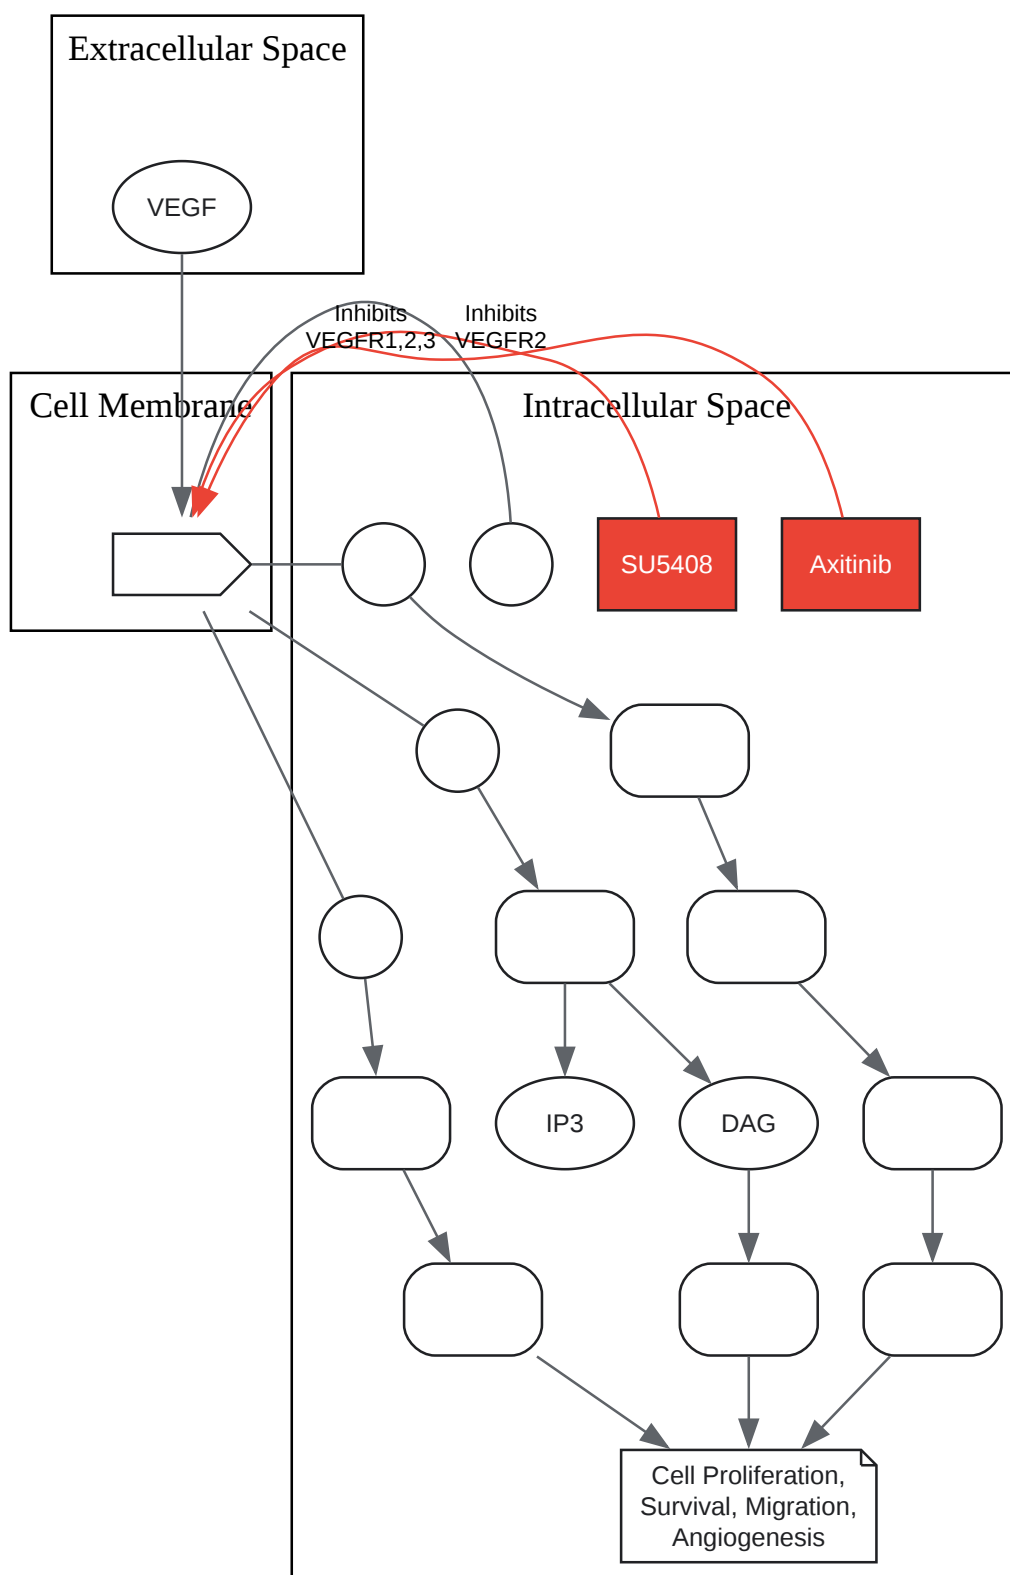 Extracellular Space
VEGF
Inhibits
VEGFR1,2,3
Inhibits
VEGFR2
Cell Membrane
Intracellular Space
SU5408
Axitinib
IP3
DAG
Cell Proliferation,
Survival, Migration,
Angiogenesis